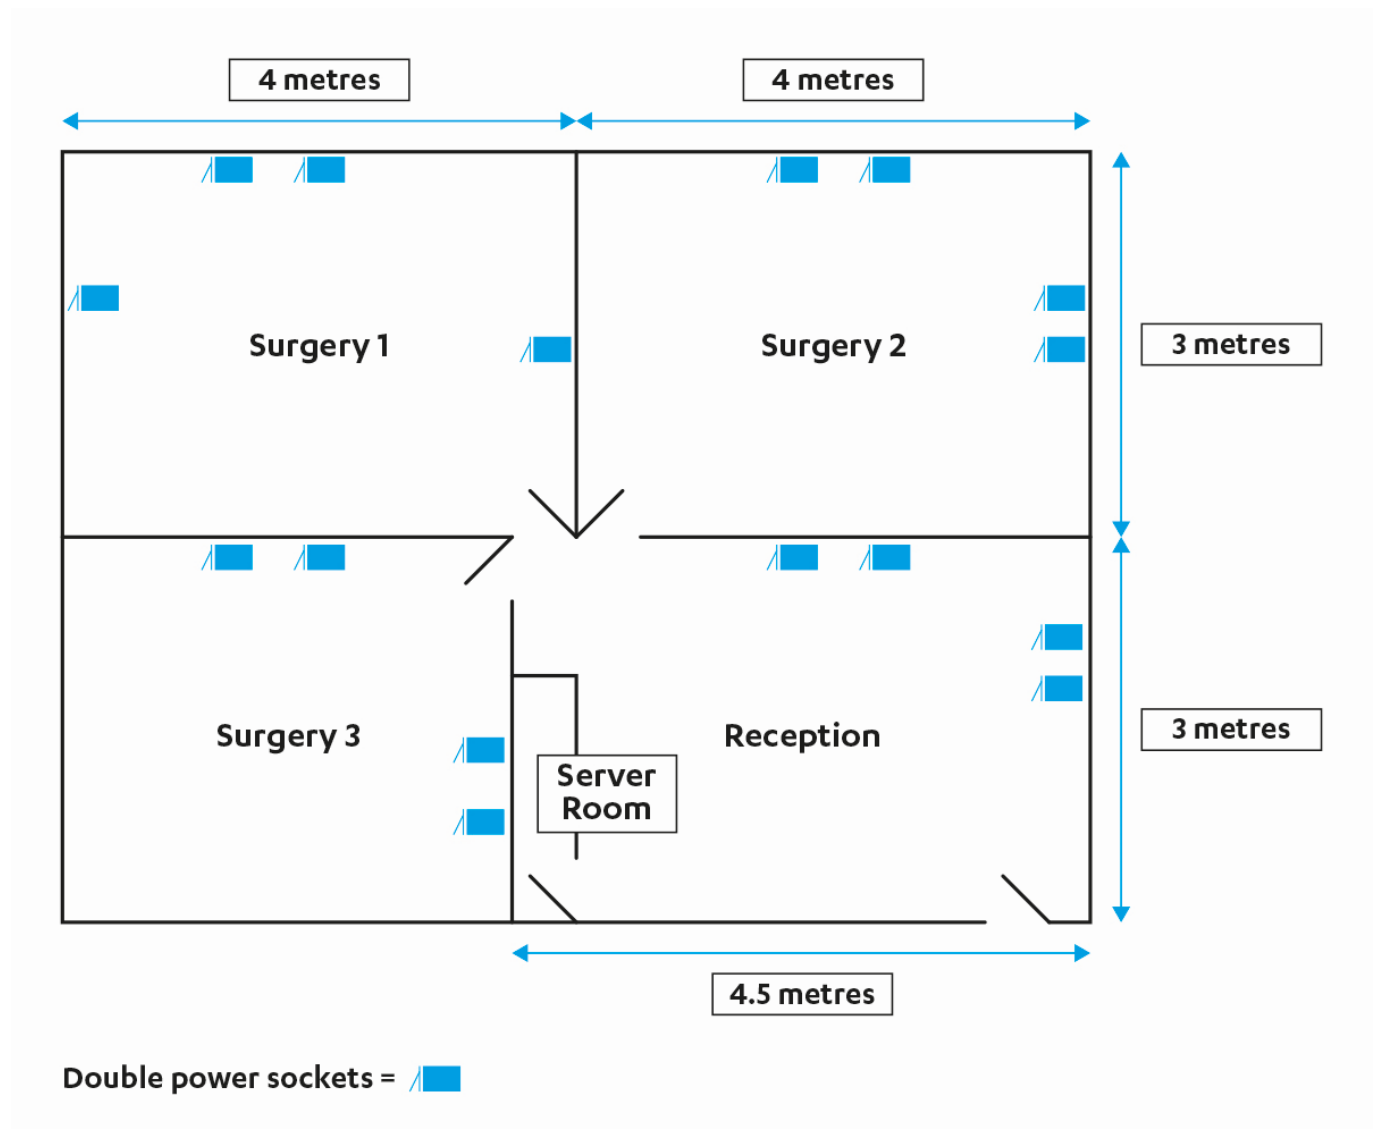 4 metres
4 metres
Surgery 1
Surgery 2
3 metres
Surgery 3
Reception
3 metres
Server
Room
4.5 metres
Double power sockets =